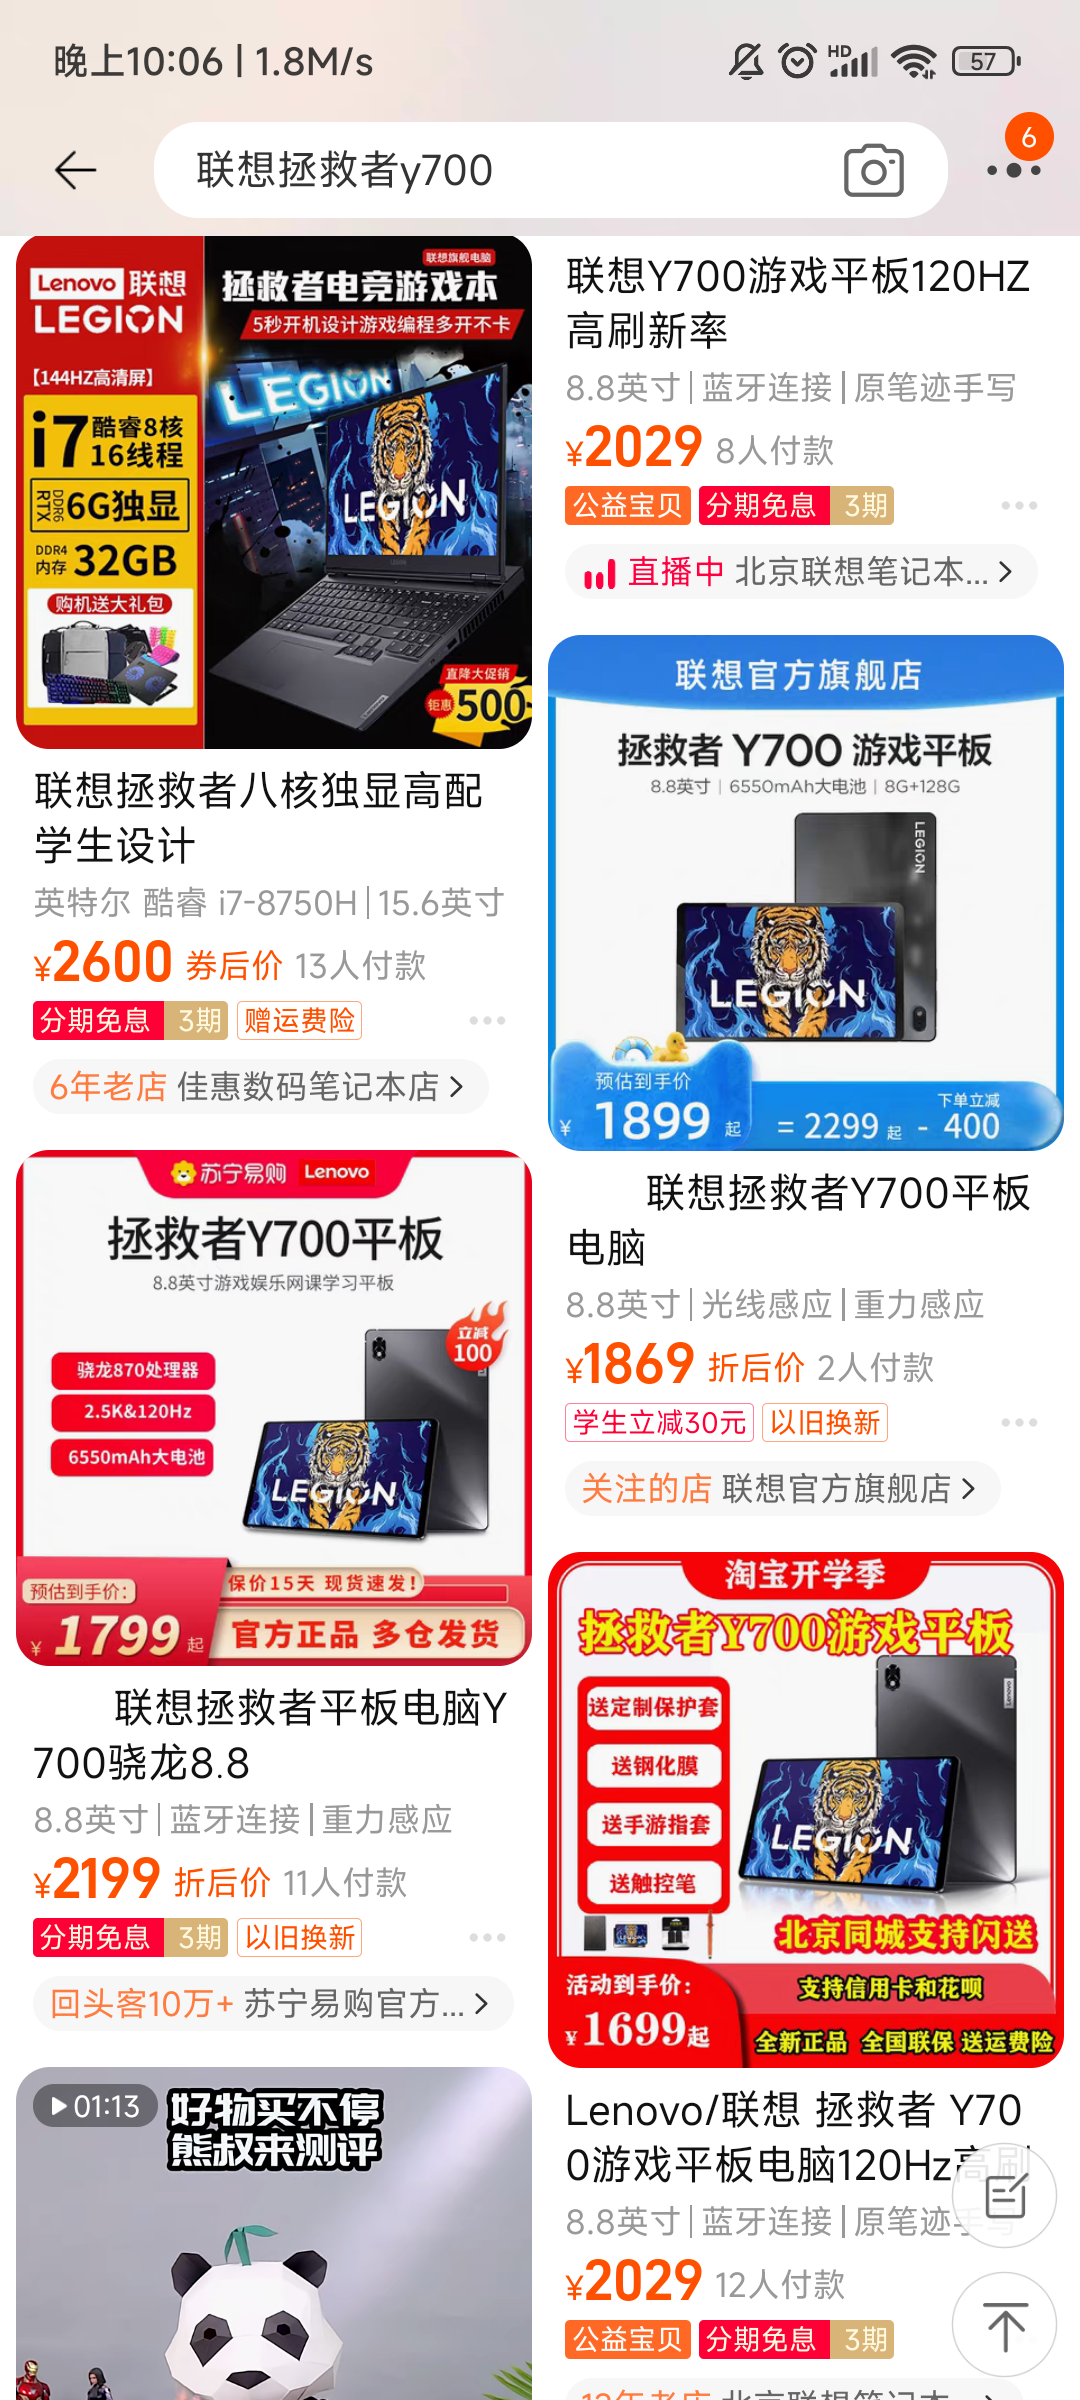 晚上10:06 | 1.8M/s
HD
57
联想拯救者y700
6
Lenovo 联想
LEGION
【144HZ高清屏】
i7 酷睿8核
16线程
RTX DDR6 6G独显
DDR4
内存 32GB
购机送大礼包
联想旗舰电脑
拯救者电竞游戏本
5秒开机设计游戏编程多开不卡
LEGION
LEGION
直降大促销
钜惠 500
联想拯救者八核独显高配
学生设计
英特尔 酷睿 i7-8750H | 15.6英寸
¥2600 券后价 13人付款
分期免息 3期 赠运费险
6年老店 佳惠数码笔记本店
苏宁易购 Lenovo
拯救者Y700平板
8.8英寸游戏娱乐网课学习平板
立减
100
骁龙870处理器
2.5K&120Hz
6550mAh大电池
LEGION
预估到手价:
¥ 1799 起
保价15天 现货速发!
官方正品 多仓发货
联想拯救者平板电脑Y
700骁龙8.8
8.8英寸 | 蓝牙连接 | 重力感应
¥2199 折后价 11人付款
分期免息 3期 以旧换新
回头客10万+ 苏宁易购官方...
01:13
好物买不停
熊叔来测评
联想Y700游戏平板120HZ
高刷新率
8.8英寸 | 蓝牙连接 | 原笔迹手写
¥2029 8人付款
公益宝贝 分期免息 3期
直播中 北京联想笔记本...
联想官方旗舰店
拯救者 Y700 游戏平板
8.8英寸 | 6550mAh大电池 | 8G+128G
LEGION
LEGION
预估到手价
¥ 1899 起
= 2299 起 - 400
下单立减
联想拯救者Y700平板
电脑
8.8英寸 | 光线感应 | 重力感应
¥1869 折后价 2人付款
学生立减30元 以旧换新
关注的店 联想官方旗舰店
淘宝开学季
拯救者Y700游戏平板
送定制保护套
送钢化膜
送手游指套
送触控笔
Lenovo
LEGION
北京同城支持闪送
活动到手价:
¥1699起
支持信用卡和花呗
全新正品 全国联保 送运费险
Lenovo/联想 拯救者 Y70
0游戏平板电脑120Hz高刷
8.8英寸 | 蓝牙连接 | 原笔迹手写
¥2029 12人付款
公益宝贝 分期免息 3期